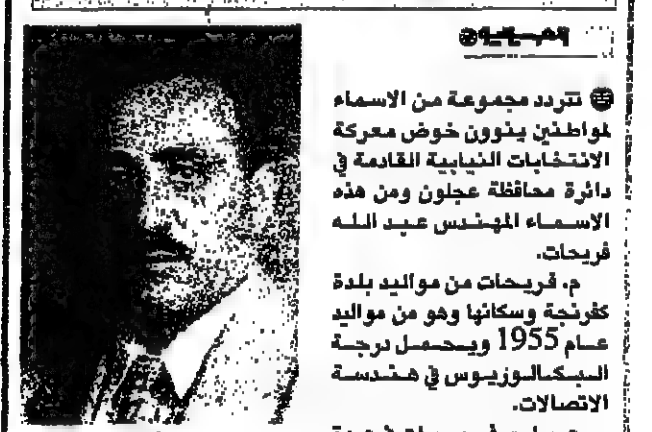 تتردد مجموعة من الاسماء
لمواطنين ينوون خوض معركة
الانتخابات النيابية القادمة في
دائرة محافظة عجلون ومن هذه
الاسماء المهندس عبد الله
فريحات.
م. فريحات من مواليد بلدة
كفرنجة وسكانها وهو من مواليد
عام 1955 ويحمل درجة
البكالوريوس في هندسة
الاتصالات.